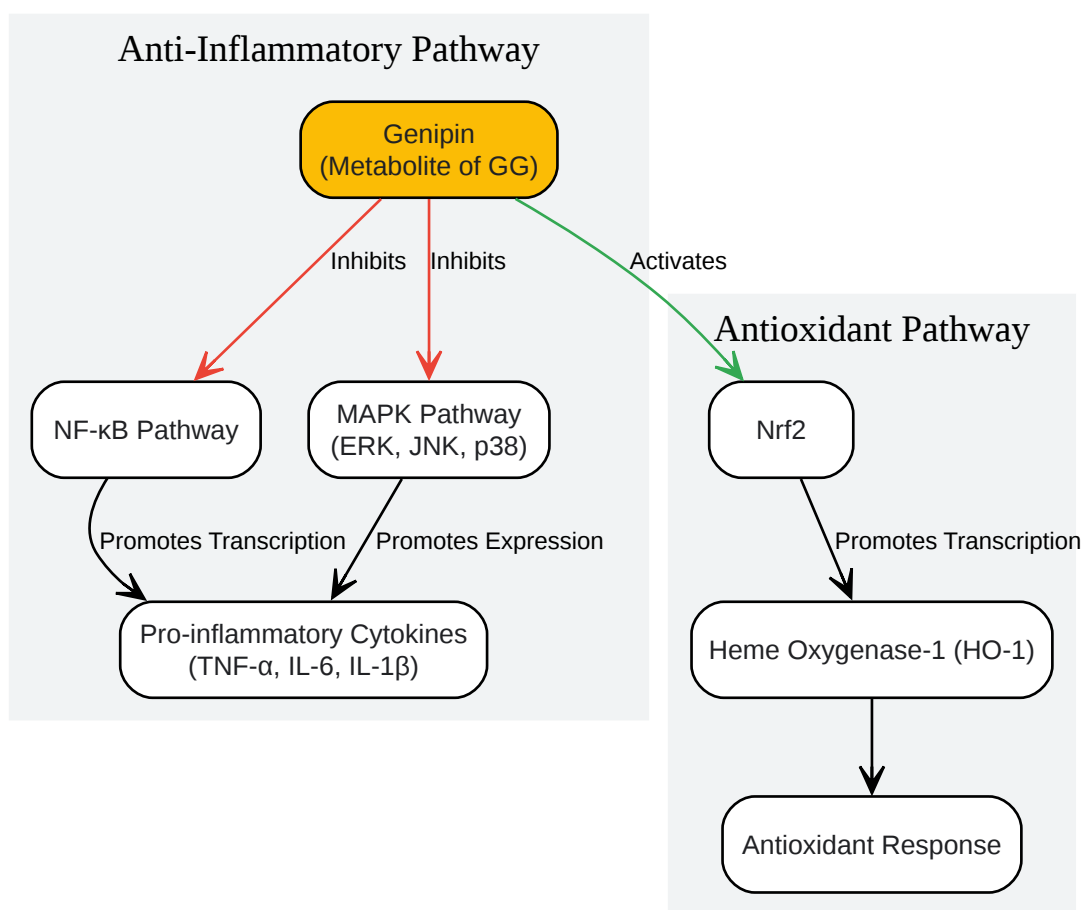 Anti-Inflammatory Pathway
Genipin
(Metabolite of GG)
Inhibits
Inhibits
Activates
Antioxidant Pathway
NF-κB Pathway
MAPK Pathway
(ERK, JNK, p38)
Nrf2
Promotes Transcription
Promotes Expression
Promotes Transcription
Pro-inflammatory Cytokines
(TNF-α, IL-6, IL-1β)
Heme Oxygenase-1 (HO-1)
Antioxidant Response